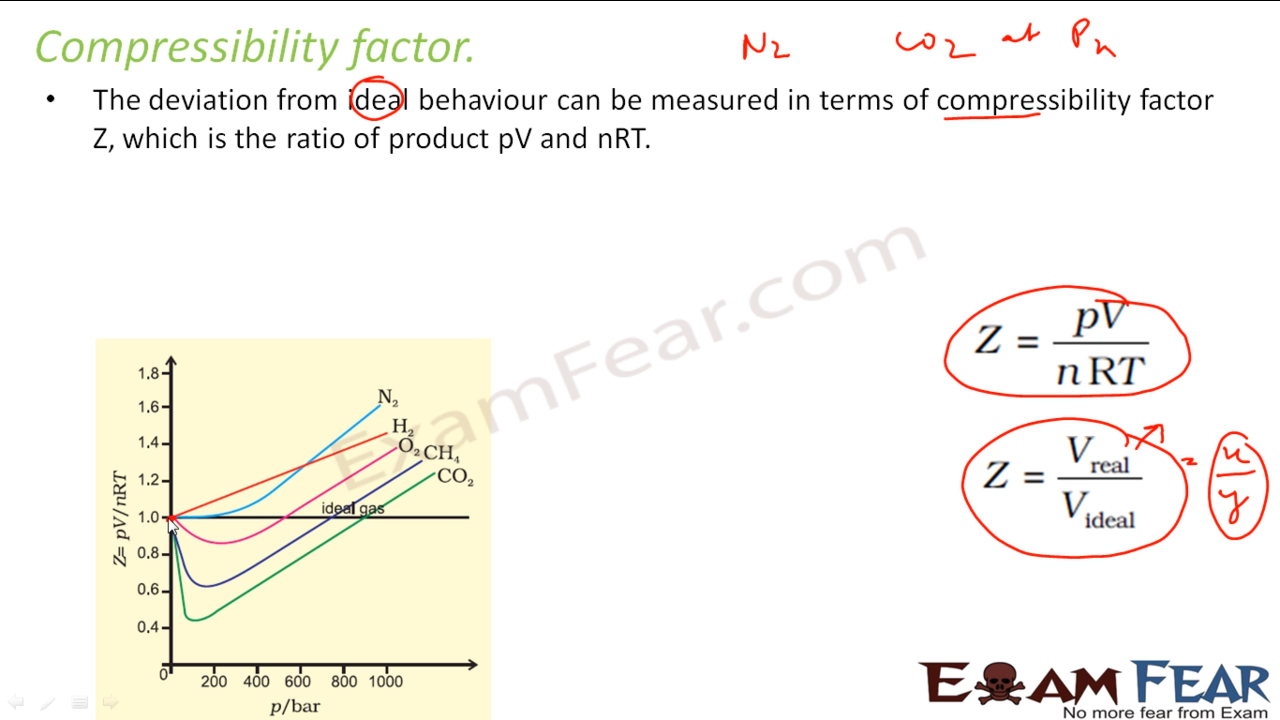 Compressibility factor.
N2 CO2 at Px
• The deviation from ideal behaviour can be measured in terms of compressibility factor
Z, which is the ratio of product pV and nRT.
ExamFear.com
Z = pV / nRT
Z = Vreal / Videal = x / y
Z= pV/nRT
1.8
1.6
1.4
1.2
1.0
0.8
0.6
0.4
0
N₂
H₂
O₂ CH₄
CO₂
ideal gas
200 400 600 800 1000
p/bar
EXAM FEAR
No more fear from Exam